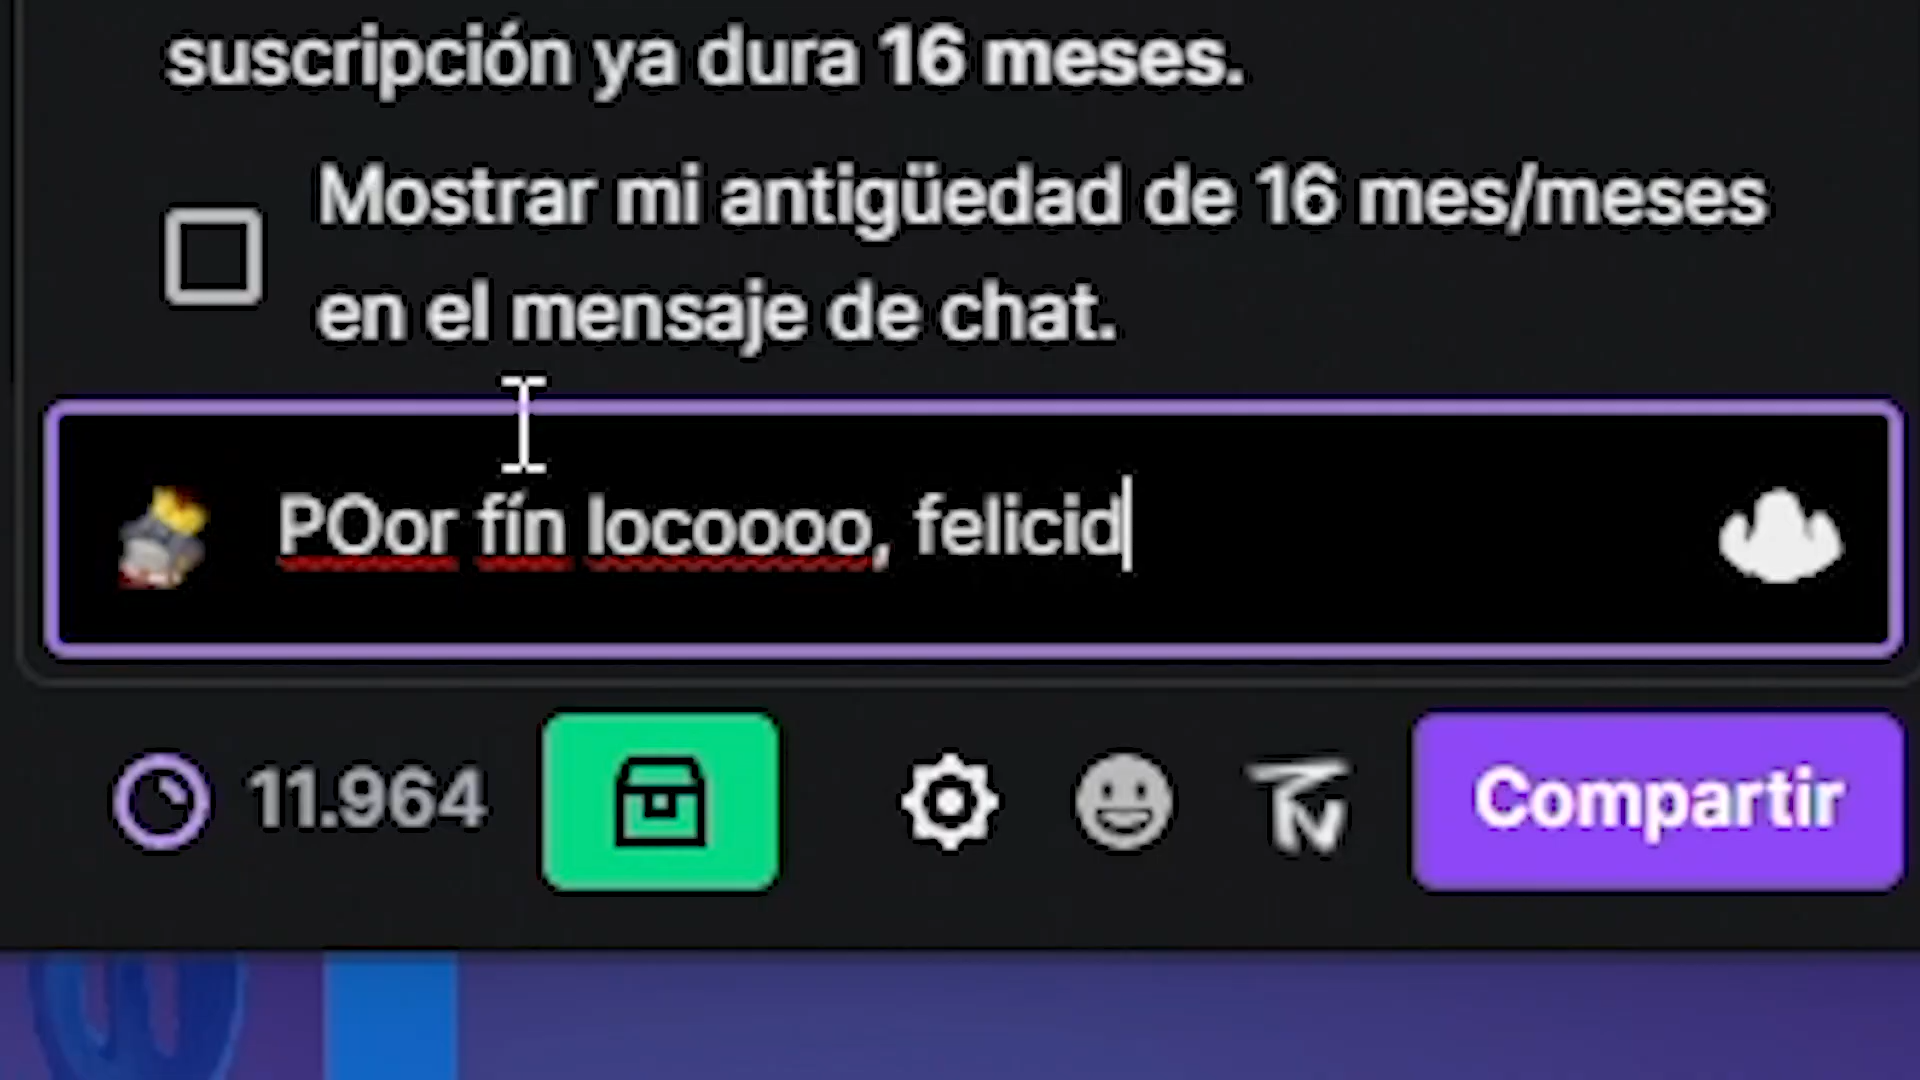 suscripción ya dura 16 meses.
Mostrar mi antigüedad de 16 mes/meses
en el mensaje de chat.
POor fín locoooo, felicid
11.964
Compartir